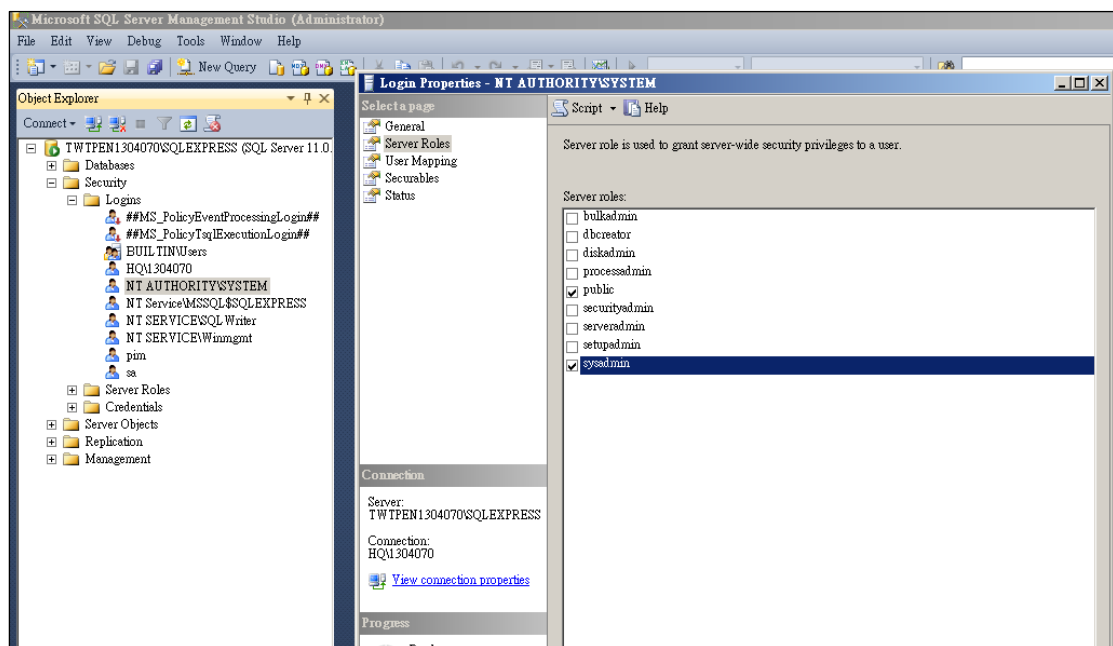 Microsoft SQL Server Management Studio (Administrator)
File Edit View Debug Tools Window Help
New Query
Object Explorer
Connect
TWTPEN1304070\SQLEXPRESS (SQL Server 11.0.
Databases
Security
Logins
##MS_PolicyEventProcessingLogin##
##MS_PolicyTsqlExecutionLogin##
BUILTIN\Users
HQ\1304070
NT AUTHORITY\SYSTEM
NT Service\MSSQL$SQLEXPRESS
NT SERVICE\SQLWriter
NT SERVICE\Winmgmt
pim
sa
Server Roles
Credentials
Server Objects
Replication
Management
Login Properties - NT AUTHORITY\SYSTEM
Select a page
General
Server Roles
User Mapping
Securables
Status
Connection
Server:
TWTPEN1304070\SQLEXPRESS
Connection:
HQ\1304070
View connection properties
Progress
Script Help
Server role is used to grant server-wide security privileges to a user.
Server roles:
bulkadmin
dbcreator
diskadmin
processadmin
public
securityadmin
serveradmin
setupadmin
sysadmin